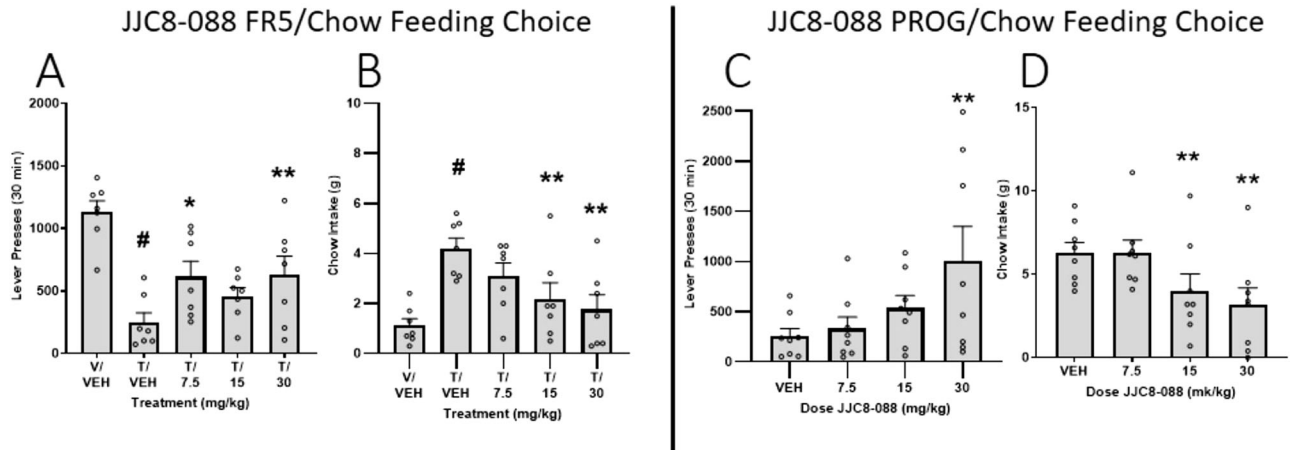 JJC8-088 FR5/Chow Feeding Choice
JJC8-088 PROG/Chow Feeding Choice
A
2000
1500
1000
500
0
Lever Presses (30 min)
#
*
**
V/ T/ T/ T/ T/
VEH VEH 7.5 15 30
Treatment (mg/kg)
B
10
8
6
4
2
0
Chow Intake (g)
#
**
**
V/ T/ T/ T/ T/
VEH VEH 7.5 15 30
Treatment (mg/kg)
C
2500
2000
1500
1000
500
0
Lever Presses (30 min)
**
VEH 7.5 15 30
Dose JJC8-088 (mg/kg)
D
15
10
5
0
Chow Intake (g)
**
**
VEH 7.5 15 30
Dose JJC8-088 (mk/kg)